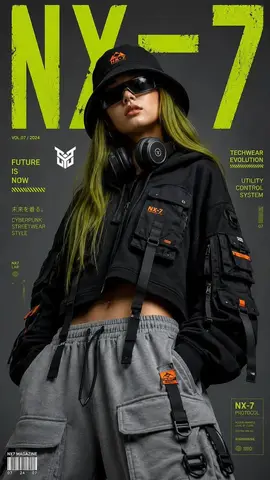 NX-7
VOL.07 / 2024
FUTURE
IS
NOW
TECHWEAR
EVOLUTION
UTILITY
CONTROL
SYSTEM
CYBERPUNK
STREETWEAR
STYLE
NX-7
NX-7
PROTOCOL
NX7 MAGAZINE